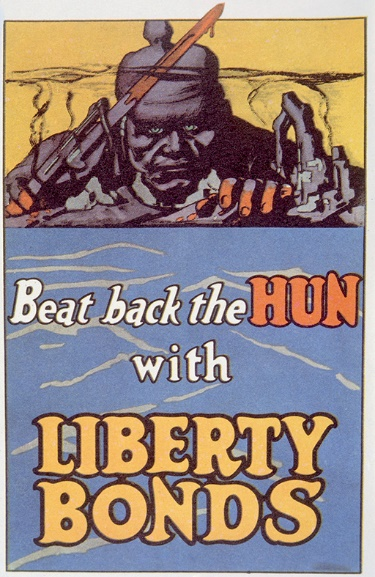 Beat back the HUN
with
LIBERTY
BONDS